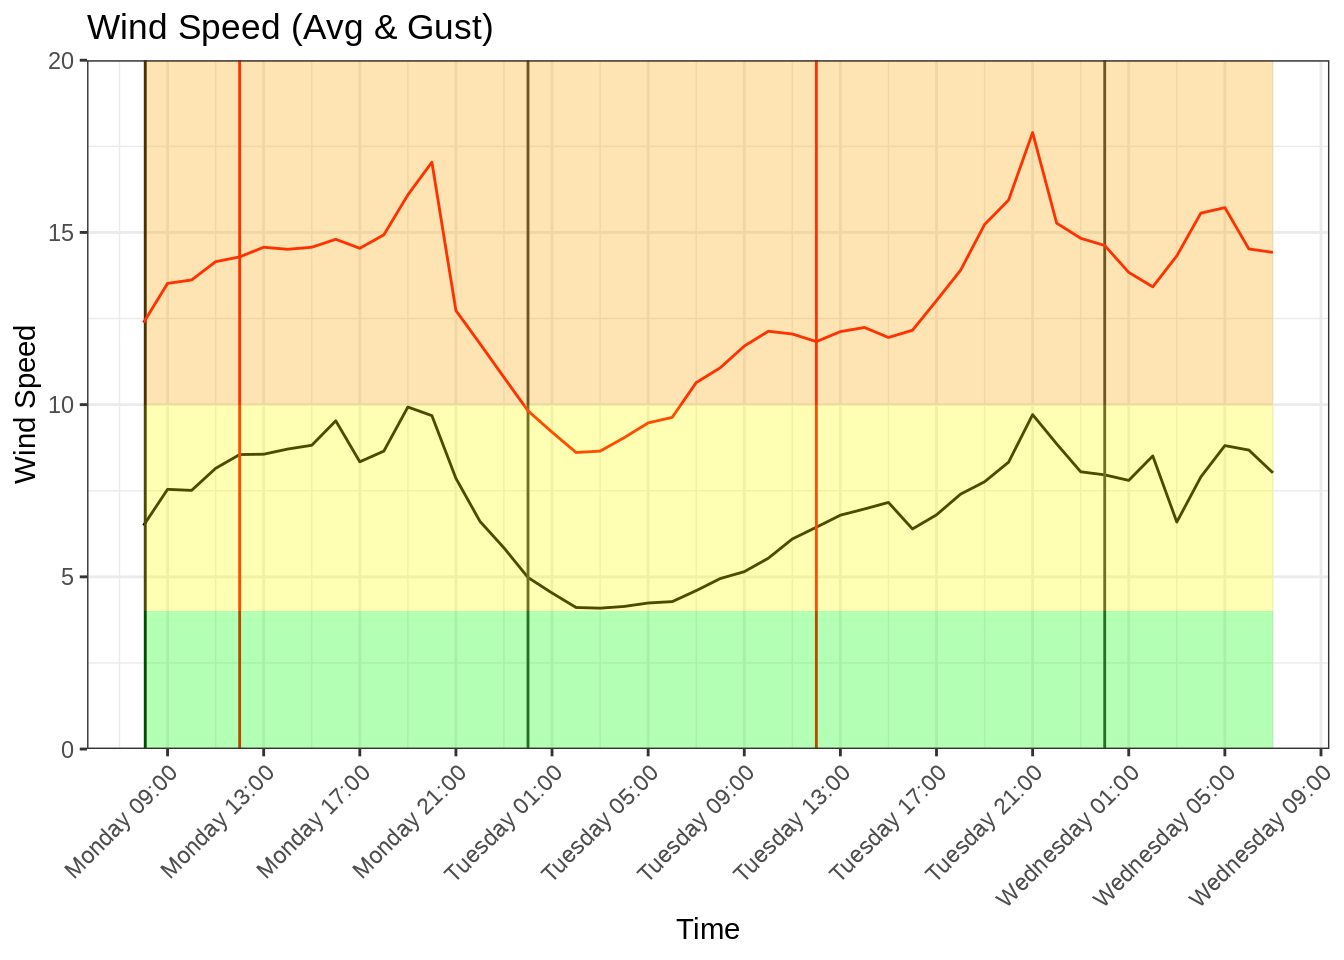 Wind Speed (Avg & Gust)
20
15
10
5
0
Wind Speed
Monday 09:00
Monday 13:00
Monday 17:00
Monday 21:00
Tuesday 01:00
Tuesday 05:00
Tuesday 09:00
Tuesday 13:00
Tuesday 17:00
Tuesday 21:00
Wednesday 01:00
Wednesday 05:00
Wednesday 09:00
Time